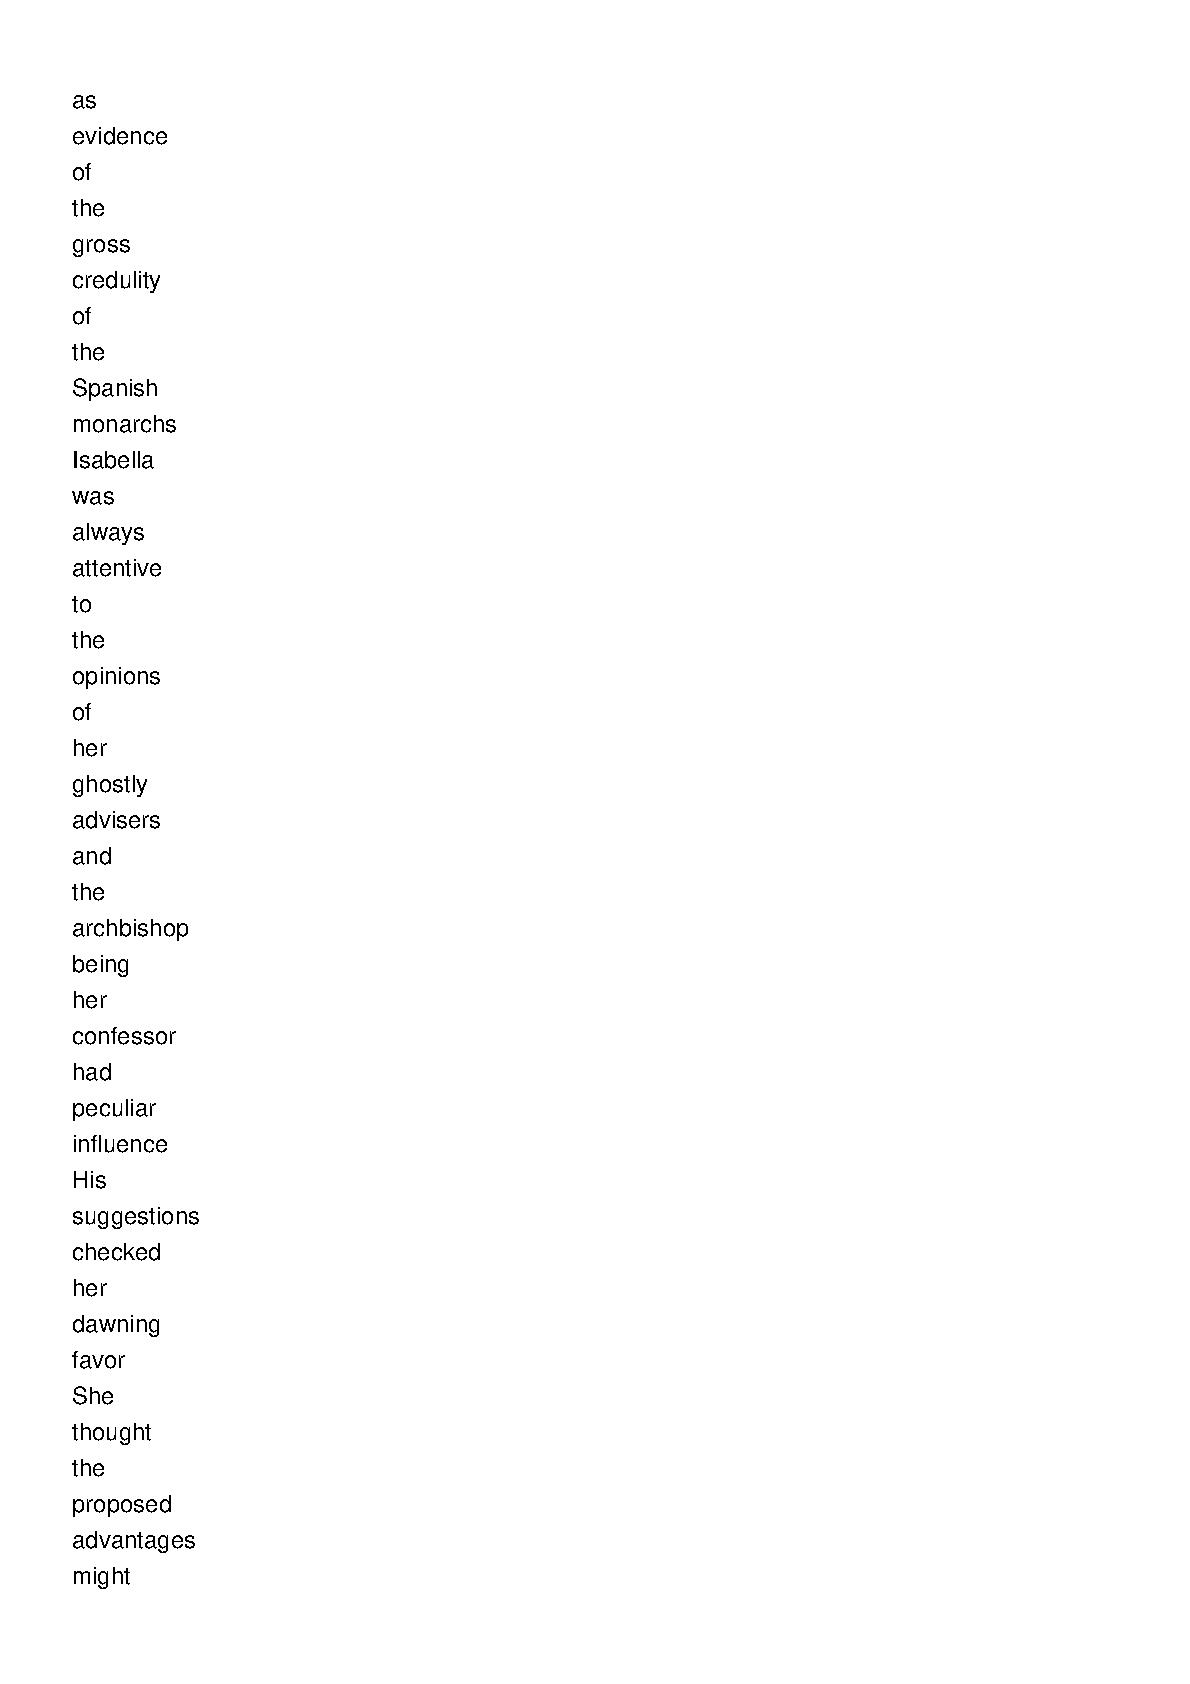 as
evidence
of
the
gross
credulity
of
the
Spanish
monarchs
Isabella
was
always
attentive
to
the
opinions
of
her
ghostly
advisers
and
the
archbishop
being
her
confessor
had
peculiar
influence
His
suggestions
checked
her
dawning
favor
She
thought
the
proposed
advantages
might